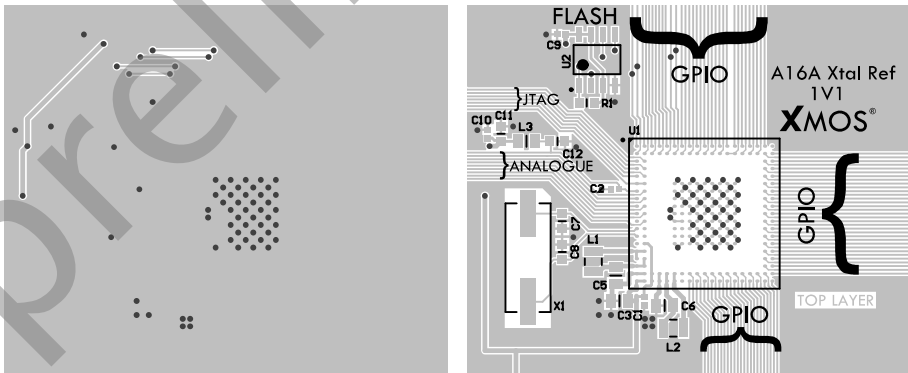 prelim
FLASH
C9
U2
GPIO
A16A Xtal Ref
1V1
XMOS®
R1
JTAG
C10
C11
L3
U1
C12
ANALOGUE
C2
GPIO
C7
L1
C8
C5
X1
TOP LAYER
C3
C6
GPIO
L2